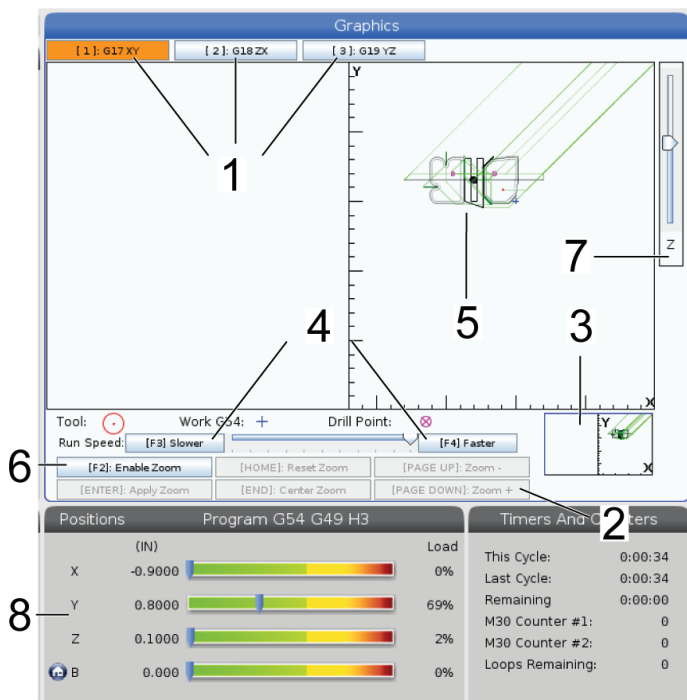 Graphics
[ 1 ]: G17 XY [ 2 ]: G18 ZX [ 3 ]: G19 YZ
Y
1
Z
7
5
3
4
X
Tool: Work G54: Drill Point:
Y
Run Speed: [F3] Slower [F4] Faster
X
6 [F2]: Enable Zoom [HOME]: Reset Zoom [PAGE UP]: Zoom -
[ENTER]: Apply Zoom [END]: Center Zoom [PAGE DOWN]: Zoom +
2
Positions Program G54 G49 H3 Timers And Counters
(IN) Load
This Cycle: 0:00:34
X -0.9000 0%
Last Cycle: 0:00:34
Remaining 0:00:00
8 Y 0.8000 69%
M30 Counter #1: 0
Z 0.1000 2%
M30 Counter #2: 0
Loops Remaining: 0
B 0.000 0%